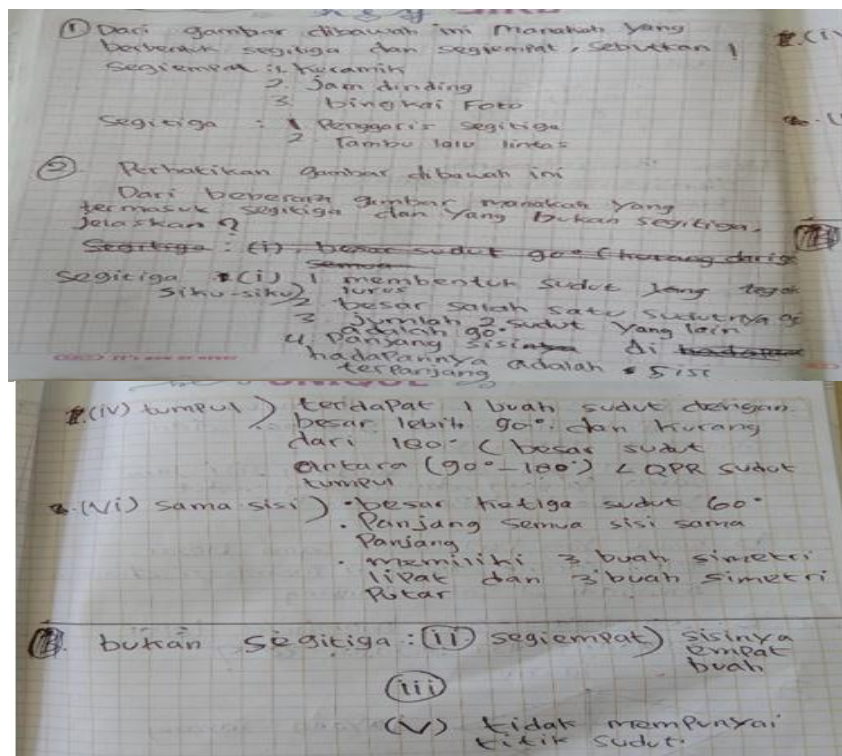 ① Dari gambar dibawah ini Manakah yang
berbentuk segitiga dan segiempat, sebutkan !
Segiempat : 1. keramik
2. Jam dinding
3. bingkai Foto
Segitiga : 1 Penggaris segitiga
2. Tambu lalu lintas
② Perhatikan gambar dibawah ini
Dari beberapa gambar manakah yang
termasuk segitiga dan yang bukan segitiga.
Jelaskan ?
Segitiga : (i) besar sudut 90° (kurang dari
semua
Segitiga (i) 1 membentuk sudut yang tegak
siku-siku) lurus
2 besar salah satu sudutnya 90
3 jumlah 2 sudut yang lain
adalah 90°
4. Panjang sisinya di
hadapannya adalah sisi
terpanjang
(iv) tumpul) terdapat 1 buah sudut dengan
besar lebih 90° dan kurang
dari 180° (besar sudut
antara (90°-180°) ∠ QPR sudut
tumpul
(Vi) sama sisi) • besar ketiga sudut 60°
• Panjang semua sisi sama
Panjang
• memiliki 3 buah simetri
lipat dan 3 buah simetri
Putar
bukan segitiga : (ii) segiempat) sisinya
empat
buah
(iii)
(V) tidak mempunyai
titik sudut.